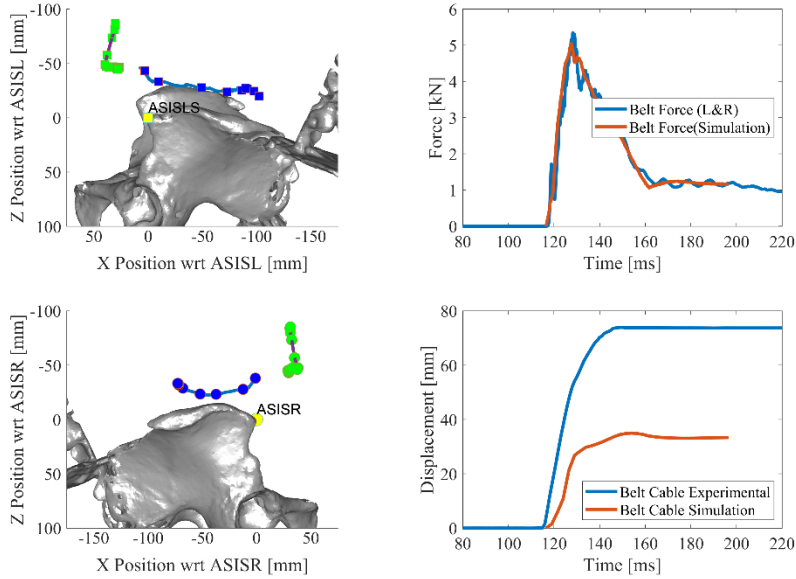 -100
-50
0
50
100
Z Position wrt ASISL [mm]
ASISLS
50 0 -50 -100 -150
X Position wrt ASISL [mm]
6
5
4
3
2
1
0
Force [kN]
Belt Force (L&R)
Belt Force(Simulation)
80 100 120 140 160 180 200 220
Time [ms]
-100
-50
0
50
100
Z Position wrt ASISR [mm]
ASISR
-150 -100 -50 0 50
X Position wrt ASISR [mm]
80
60
40
20
0
Displacement [mm]
Belt Cable Experimental
Belt Cable Simulation
80 100 120 140 160 180 200 220
Time [ms]